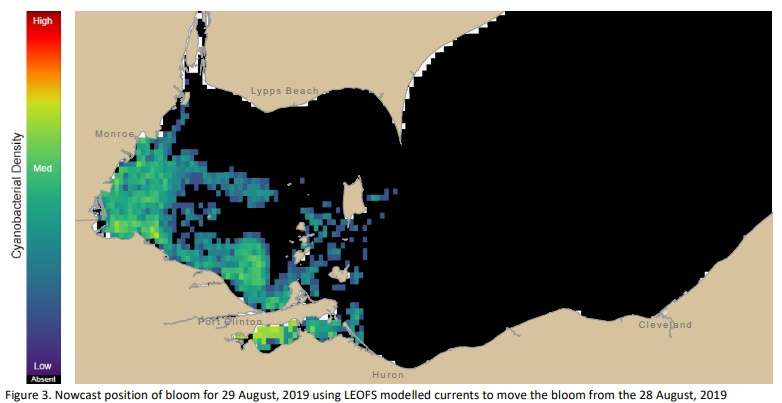 High
Med
Low
Absent
Cyanobacterial Density
Lypps Beach
Monroe
Port Clinton
Cleveland
Huron
Figure 3. Nowcast position of bloom for 29 August, 2019 using LEOFS modelled currents to move the bloom from the 28 August, 2019